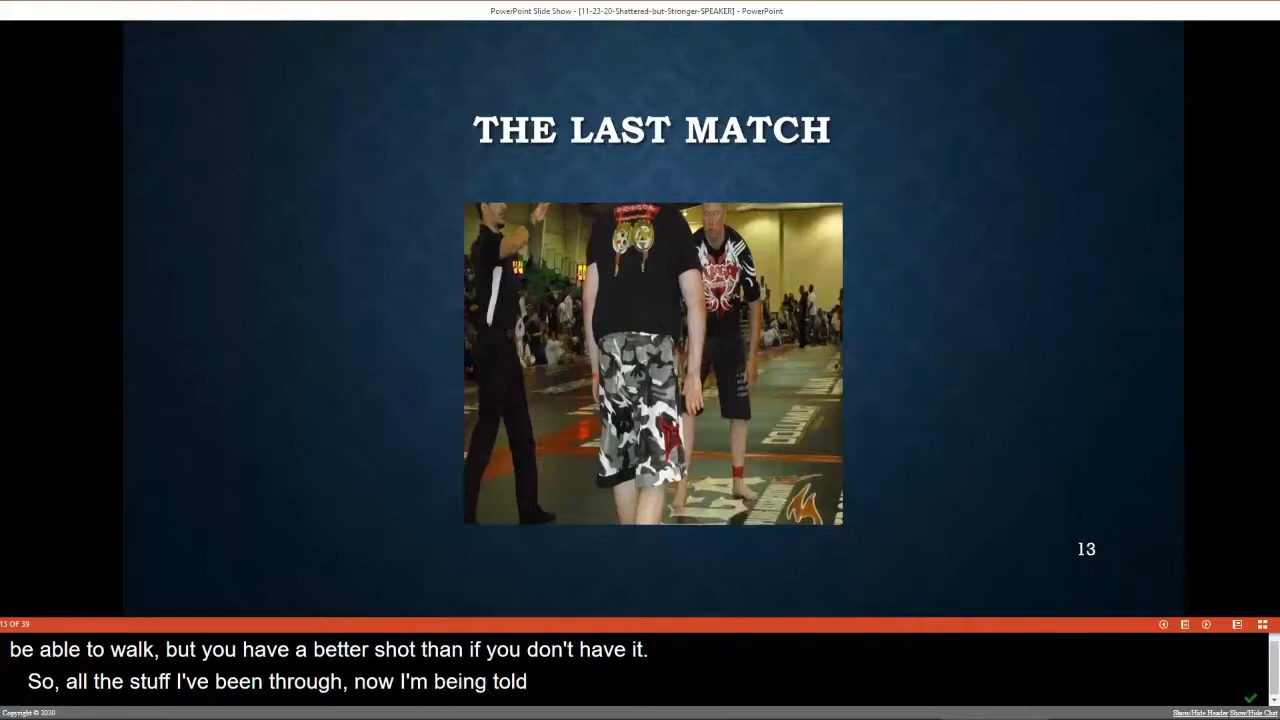 PowerPoint Slide Show - [11-23-20-Shattered-but-Stronger-SPEAKER] - PowerPoint
THE LAST MATCH
13
13 OF 39
be able to walk, but you have a better shot than if you don't have it.
So, all the stuff I've been through, now I'm being told
Copyright © 2020
Show/Hide Header Show/Hide Chat